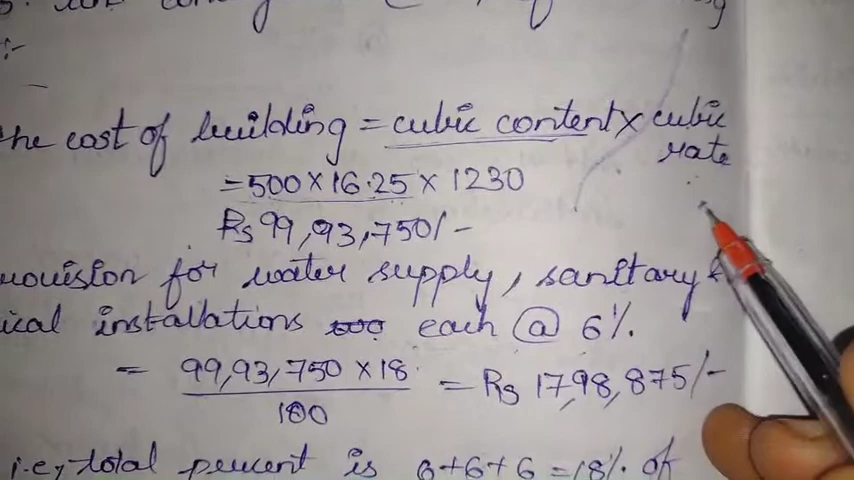 :-
he cost of building = cubic content x cubic
rate
= 500 x 16.25 x 1230
Rs 99,93,750/-
rovision for water supply, sanitary &
ical installations each @ 6%.
= 99,93,750 x 18 = Rs 17,98,875/-
100
i.e, total percent is 6+6+6 = 18% of